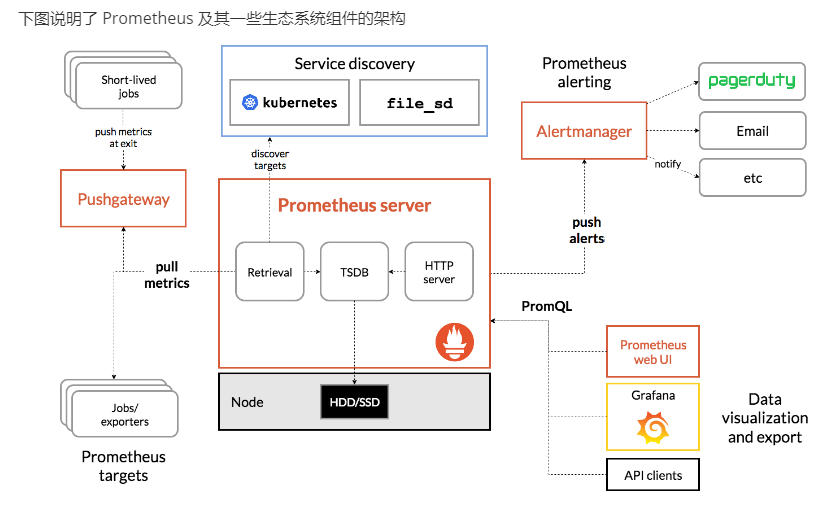 下图说明了 Prometheus 及其一些生态系统组件的架构
Short-lived
jobs
push metrics
at exit
Pushgateway
Service discovery
kubernetes
file_sd
discover
targets
Prometheus
alerting
Alertmanager
pagerduty
Email
notify
etc
Prometheus server
push
alerts
pull
metrics
Retrieval
TSDB
HTTP
server
PromQL
Node
HDD/SSD
Jobs/
exporters
Prometheus
targets
Prometheus
web UI
Grafana
API clients
Data
visualization
and export